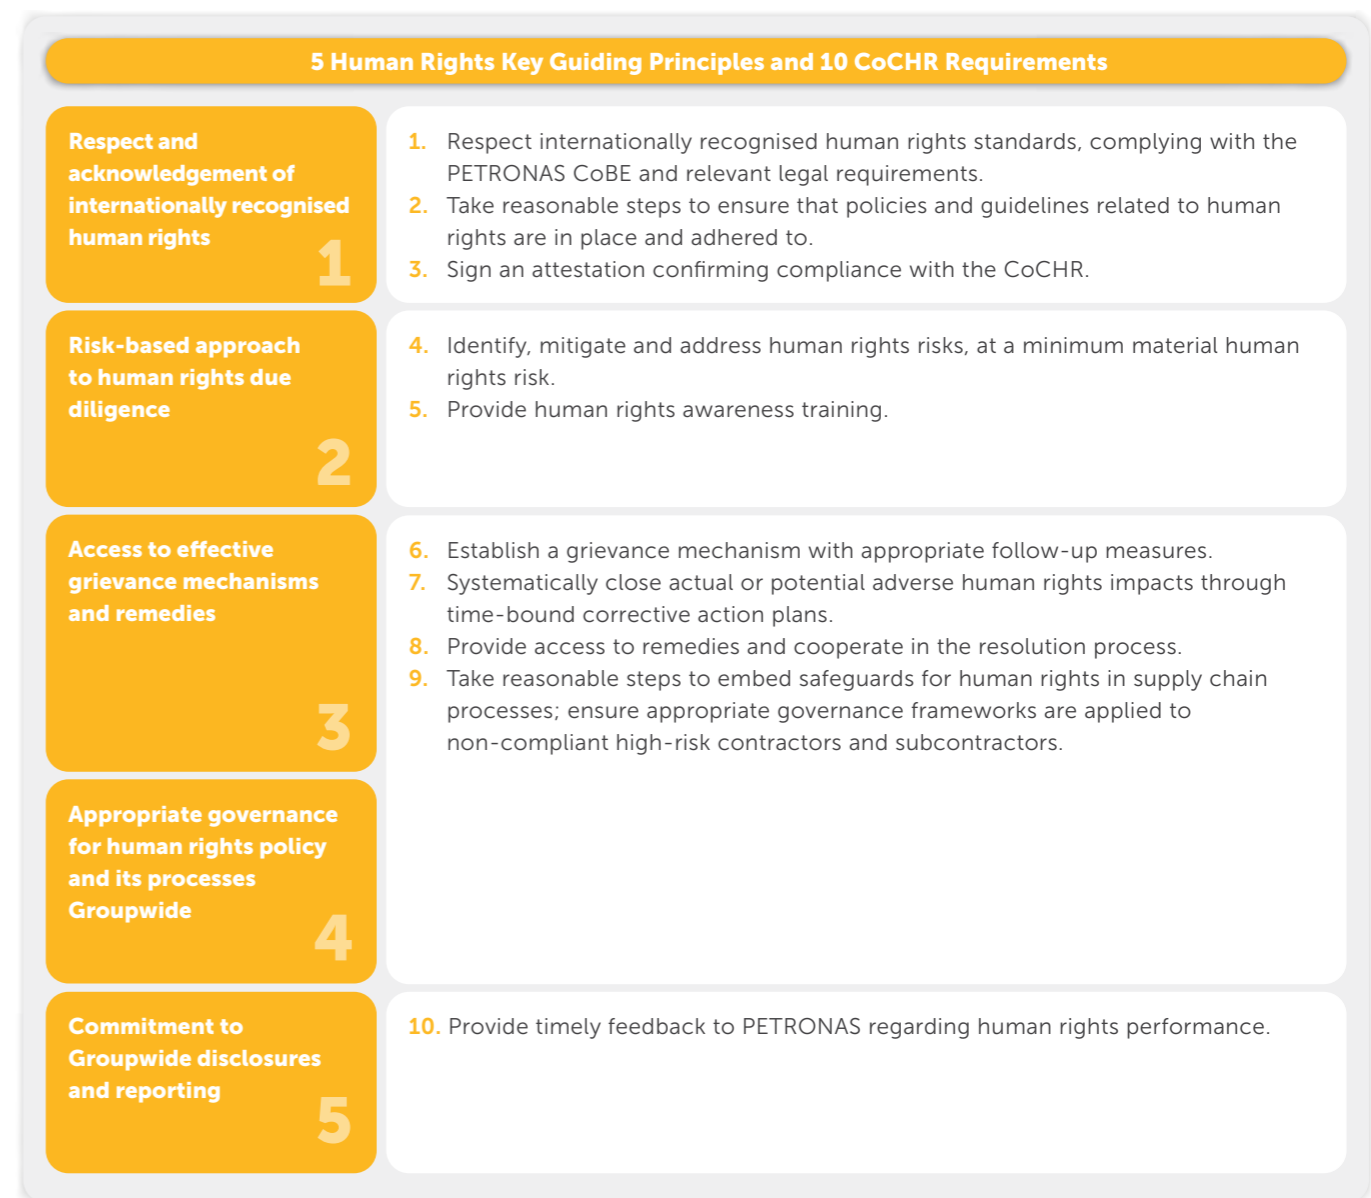 5 Human Rights Key Guiding Principles and 10 CoCHR Requirements
Respect and
acknowledgement of
internationally recognised
human rights
1
1. Respect internationally recognised human rights standards, complying with the
PETRONAS CoBE and relevant legal requirements.
2. Take reasonable steps to ensure that policies and guidelines related to human
rights are in place and adhered to.
3. Sign an attestation confirming compliance with the CoCHR.
Risk-based approach
to human rights due
diligence
2
4. Identify, mitigate and address human rights risks, at a minimum material human
rights risk.
5. Provide human rights awareness training.
Access to effective
grievance mechanisms
and remedies
3
6. Establish a grievance mechanism with appropriate follow-up measures.
7. Systematically close actual or potential adverse human rights impacts through
time-bound corrective action plans.
8. Provide access to remedies and cooperate in the resolution process.
9. Take reasonable steps to embed safeguards for human rights in supply chain
processes; ensure appropriate governance frameworks are applied to
non-compliant high-risk contractors and subcontractors.
Appropriate governance
for human rights policy
and its processes
Groupwide
4
Commitment to
Groupwide disclosures
and reporting
5
10. Provide timely feedback to PETRONAS regarding human rights performance.